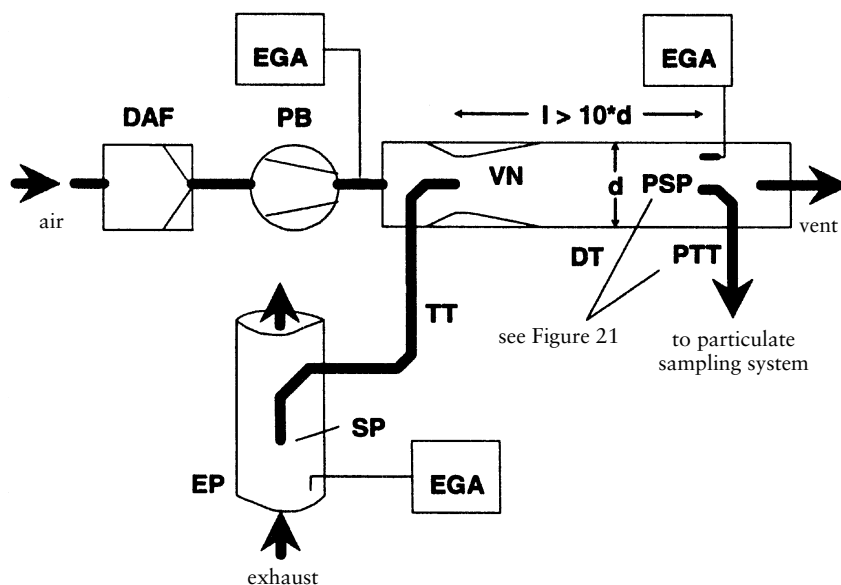 EGA
EGA
DAF
PB
l > 10*d
VN
d
PSP
air
vent
DT
PTT
TT
see Figure 21
to particulate
sampling system
SP
EP
EGA
exhaust